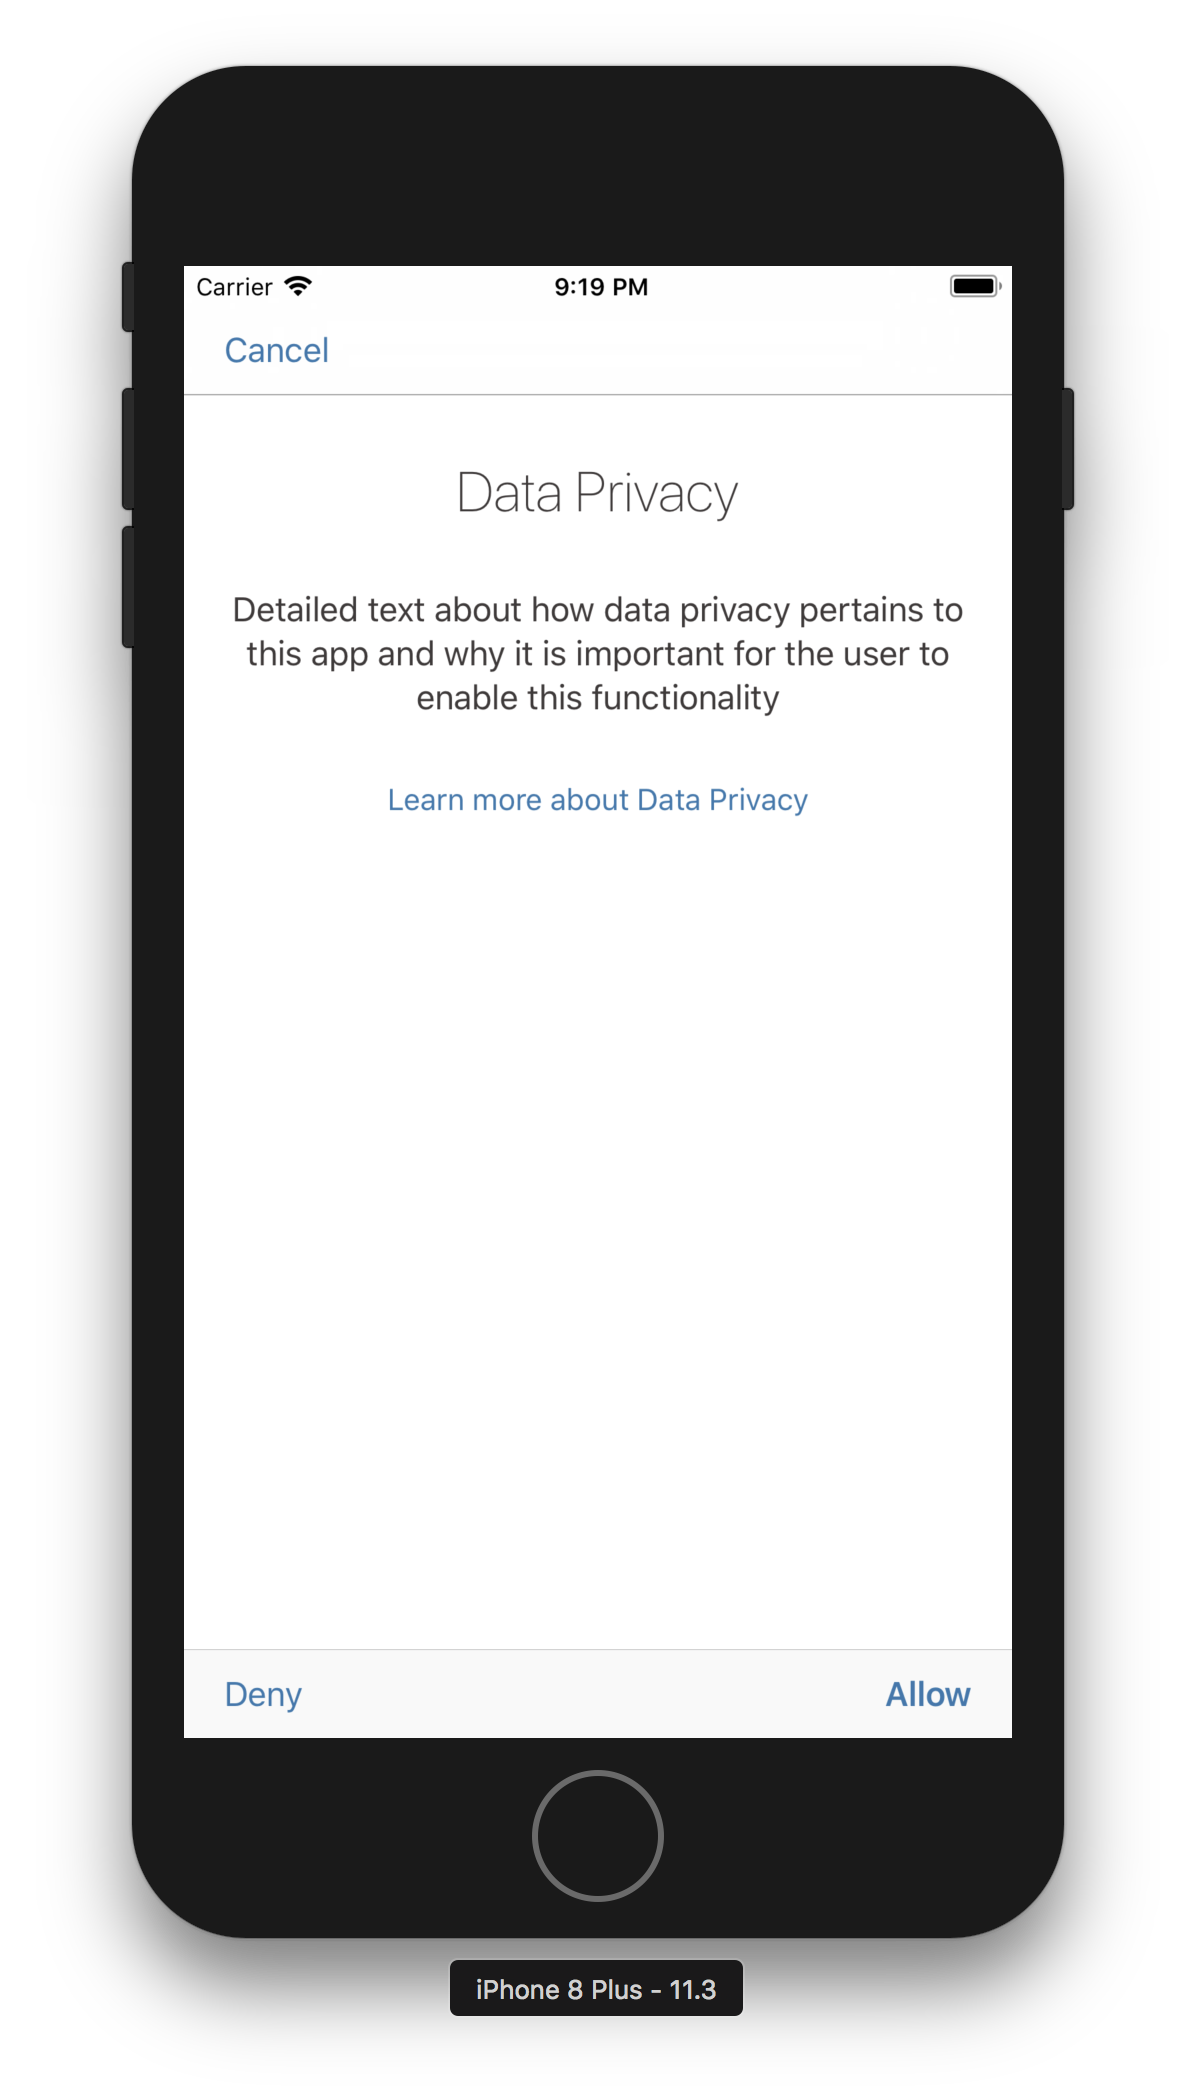 Carrier
9:19 PM
Cancel
Data Privacy
Detailed text about how data privacy pertains to
this app and why it is important for the user to
enable this functionality
Learn more about Data Privacy
Deny
Allow
iPhone 8 Plus - 11.3